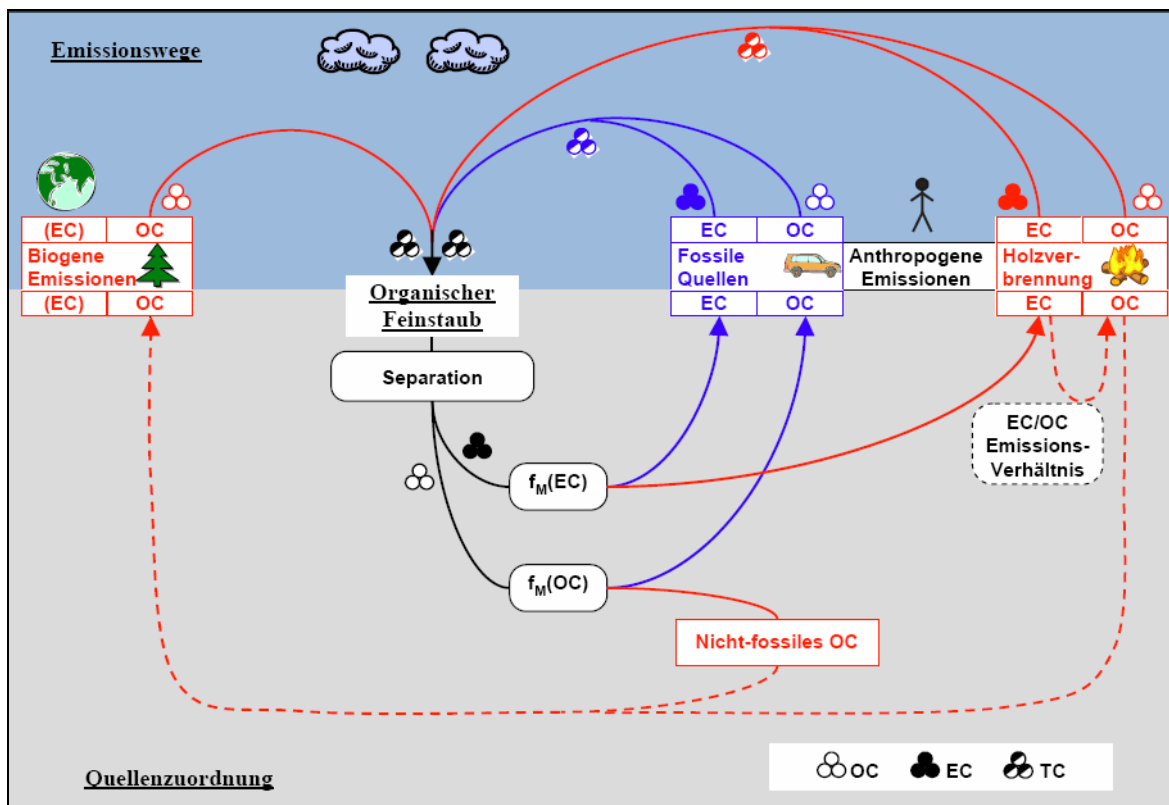 Emissionswege
(EC) OC
Biogene
Emissionen
(EC) OC
Organischer
Feinstaub
EC OC
Fossile
Quellen
EC OC
Anthropogene
Emissionen
EC OC
Holzver-
brennung
EC OC
Separation
EC/OC
Emissions-
Verhältnis
fM(EC)
fM(OC)
Nicht-fossiles OC
Quellenzuordnung
OC EC TC